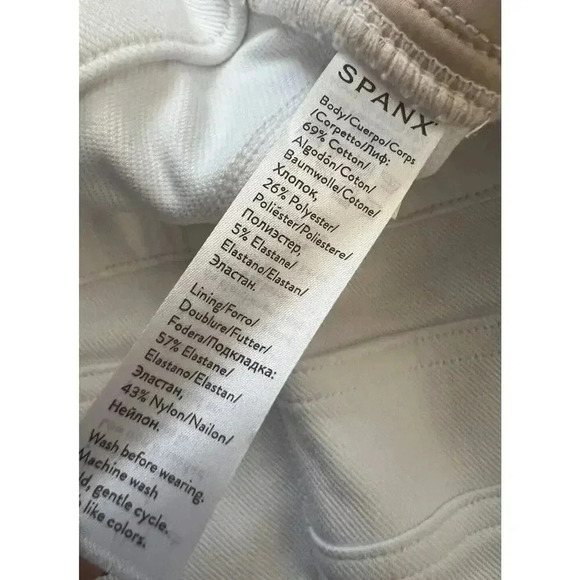 SPANX®
Body/Cuerpo/Corps
/Corpetto/Лиф:
69% Cotton/
Algodón/Coton/
Baumwolle/Cotone/
Хлопок,
26% Polyester/
Poliéster/Poliestere/
Полиэстер,
5% Elastane/
Elastano/Elastan/
Эластан.
Lining/Forro/
Doublure/Futter/
Fodera/Подкладка:
57% Elastane/
Elastano/Elastan/
Эластан,
43% Nylon/Nailon/
Нейлон.
Wash before wearing.
Machine wash
gentle cycle.
like colors.